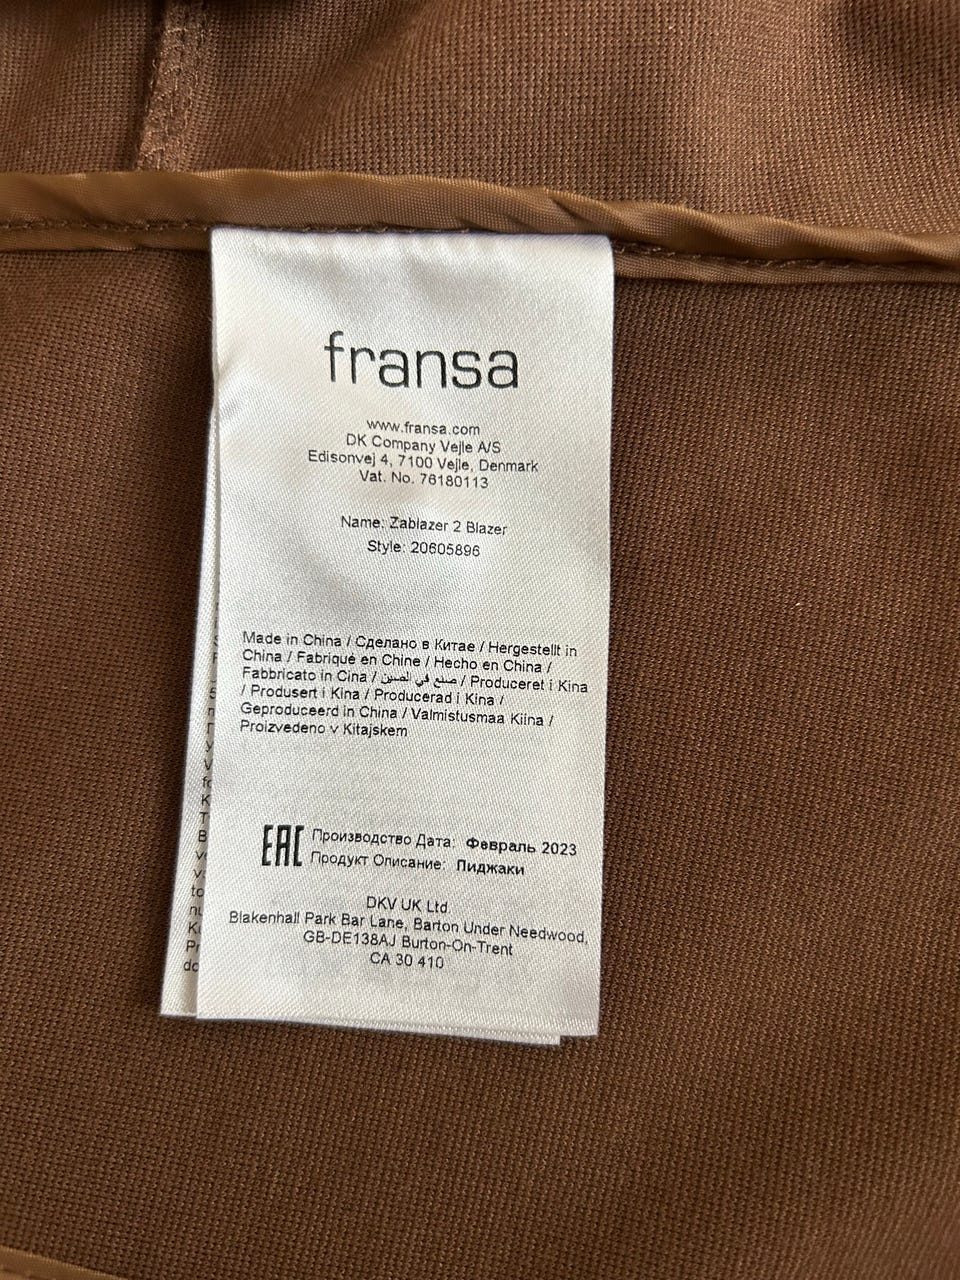 fransa
www.fransa.com
DK Company Vejle A/S
Edisonvej 4, 7100 Vejle, Denmark
Vat. No. 76180113
Name: Zablazer 2 Blazer
Style: 20605896
Made in China / Сделано в Китае / Hergestellt in
China / Fabriqué en Chine / Hecho en China /
Fabbricato in Cina / صنع في الصين / Produceret i Kina
/ Produsert i Kina / Producerad i Kina /
Geproduceerd in China / Valmistusmaa Kiina /
Proizvedeno v Kitajskem
EAC Производство Дата: Февраль 2023
Продукт Описание: Пиджаки
DKV UK Ltd.
Blakenhall Park Bar Lane, Barton Under Needwood,
GB-DE138AJ Burton-On-Trent
CA 30 410